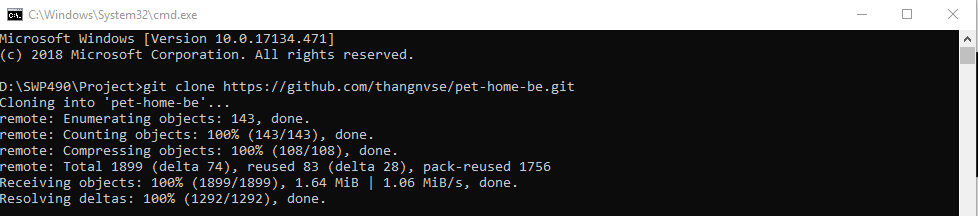 C:\Windows\System32\cmd.exe
Microsoft Windows [Version 10.0.17134.471]
(c) 2018 Microsoft Corporation. All rights reserved.
D:\SWP490\Project>git clone https://github.com/thangnvse/pet-home-be.git
Cloning into 'pet-home-be'...
remote: Enumerating objects: 143, done.
remote: Counting objects: 100% (143/143), done.
remote: Compressing objects: 100% (108/108), done.
remote: Total 1899 (delta 74), reused 83 (delta 28), pack-reused 1756
Receiving objects: 100% (1899/1899), 1.64 MiB | 1.06 MiB/s, done.
Resolving deltas: 100% (1292/1292), done.